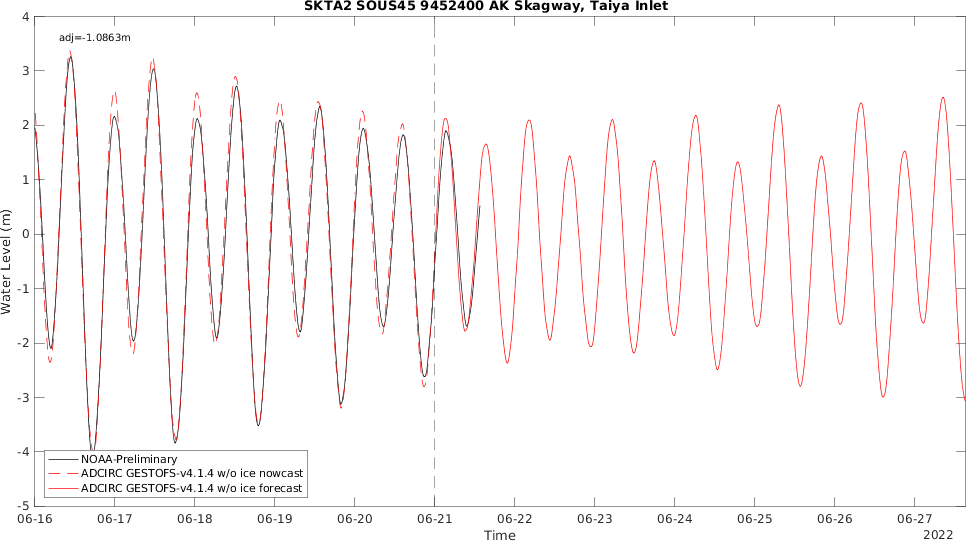 SKTA2 SOUS45 9452400 AK Skagway, Taiya Inlet
adj=-1.0863m
4
3
2
1
0
-1
-2
-3
-4
-5
Water Level (m)
NOAA-Preliminary
ADCIRC GESTOFS-v4.1.4 w/o ice nowcast
ADCIRC GESTOFS-v4.1.4 w/o ice forecast
06-16 06-17 06-18 06-19 06-20 06-21 06-22 06-23 06-24 06-25 06-26 06-27
Time
2022